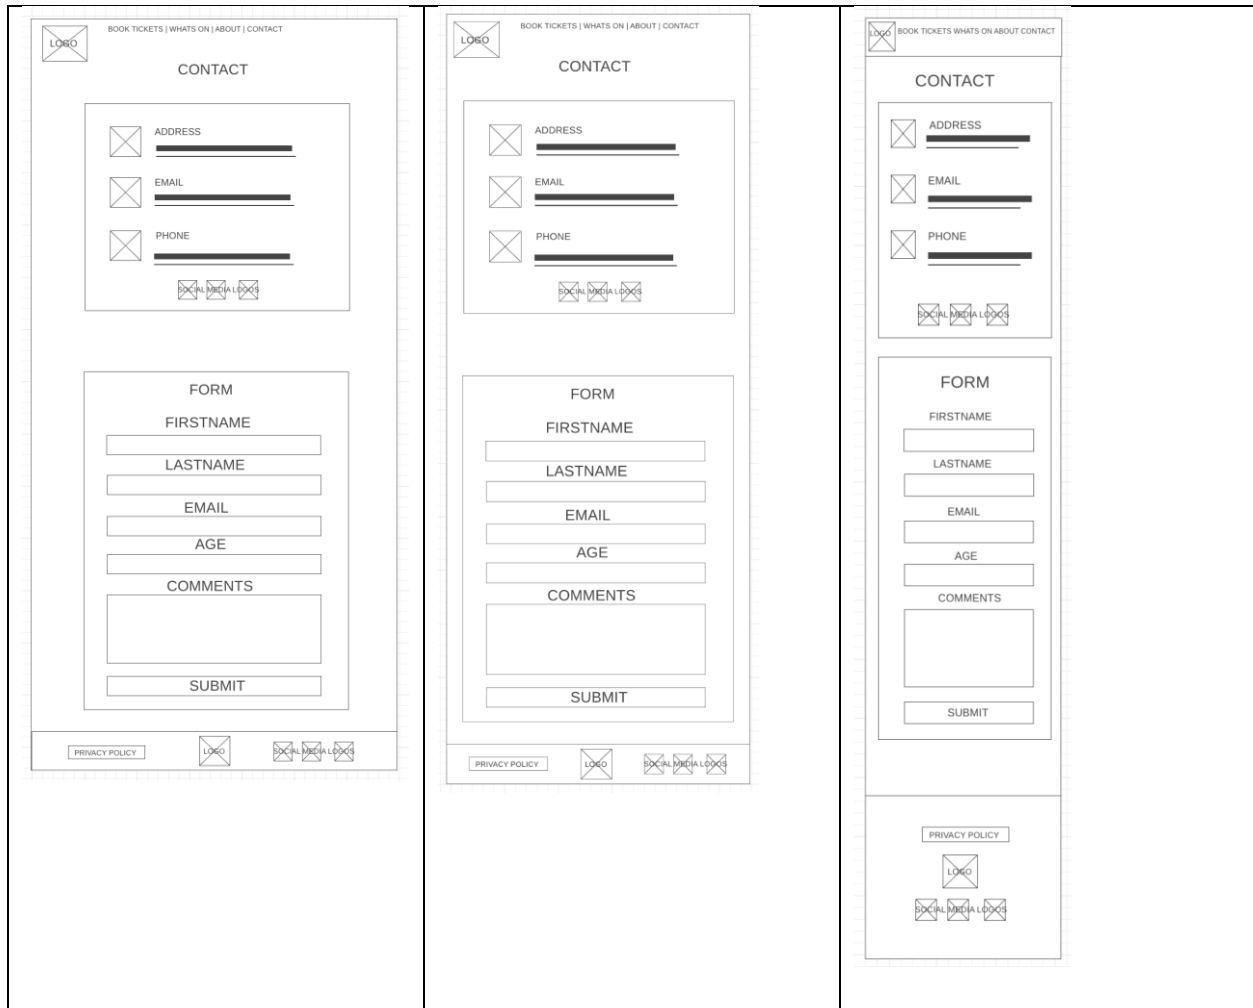 LOGO
BOOK TICKETS | WHATS ON | ABOUT | CONTACT
CONTACT
ADDRESS
EMAIL
PHONE
SOCIAL MEDIA LOGOS
FORM
FIRSTNAME
LASTNAME
EMAIL
AGE
COMMENTS
SUBMIT
PRIVACY POLICY
LOGO
SOCIAL MEDIA LOGOS
LOGO
BOOK TICKETS | WHATS ON | ABOUT | CONTACT
CONTACT
ADDRESS
EMAIL
PHONE
SOCIAL MEDIA LOGOS
FORM
FIRSTNAME
LASTNAME
EMAIL
AGE
COMMENTS
SUBMIT
PRIVACY POLICY
LOGO
SOCIAL MEDIA LOGOS
LOGO
BOOK TICKETS WHATS ON ABOUT CONTACT
CONTACT
ADDRESS
EMAIL
PHONE
SOCIAL MEDIA LOGOS
FORM
FIRSTNAME
LASTNAME
EMAIL
AGE
COMMENTS
SUBMIT
PRIVACY POLICY
LOGO
SOCIAL MEDIA LOGOS